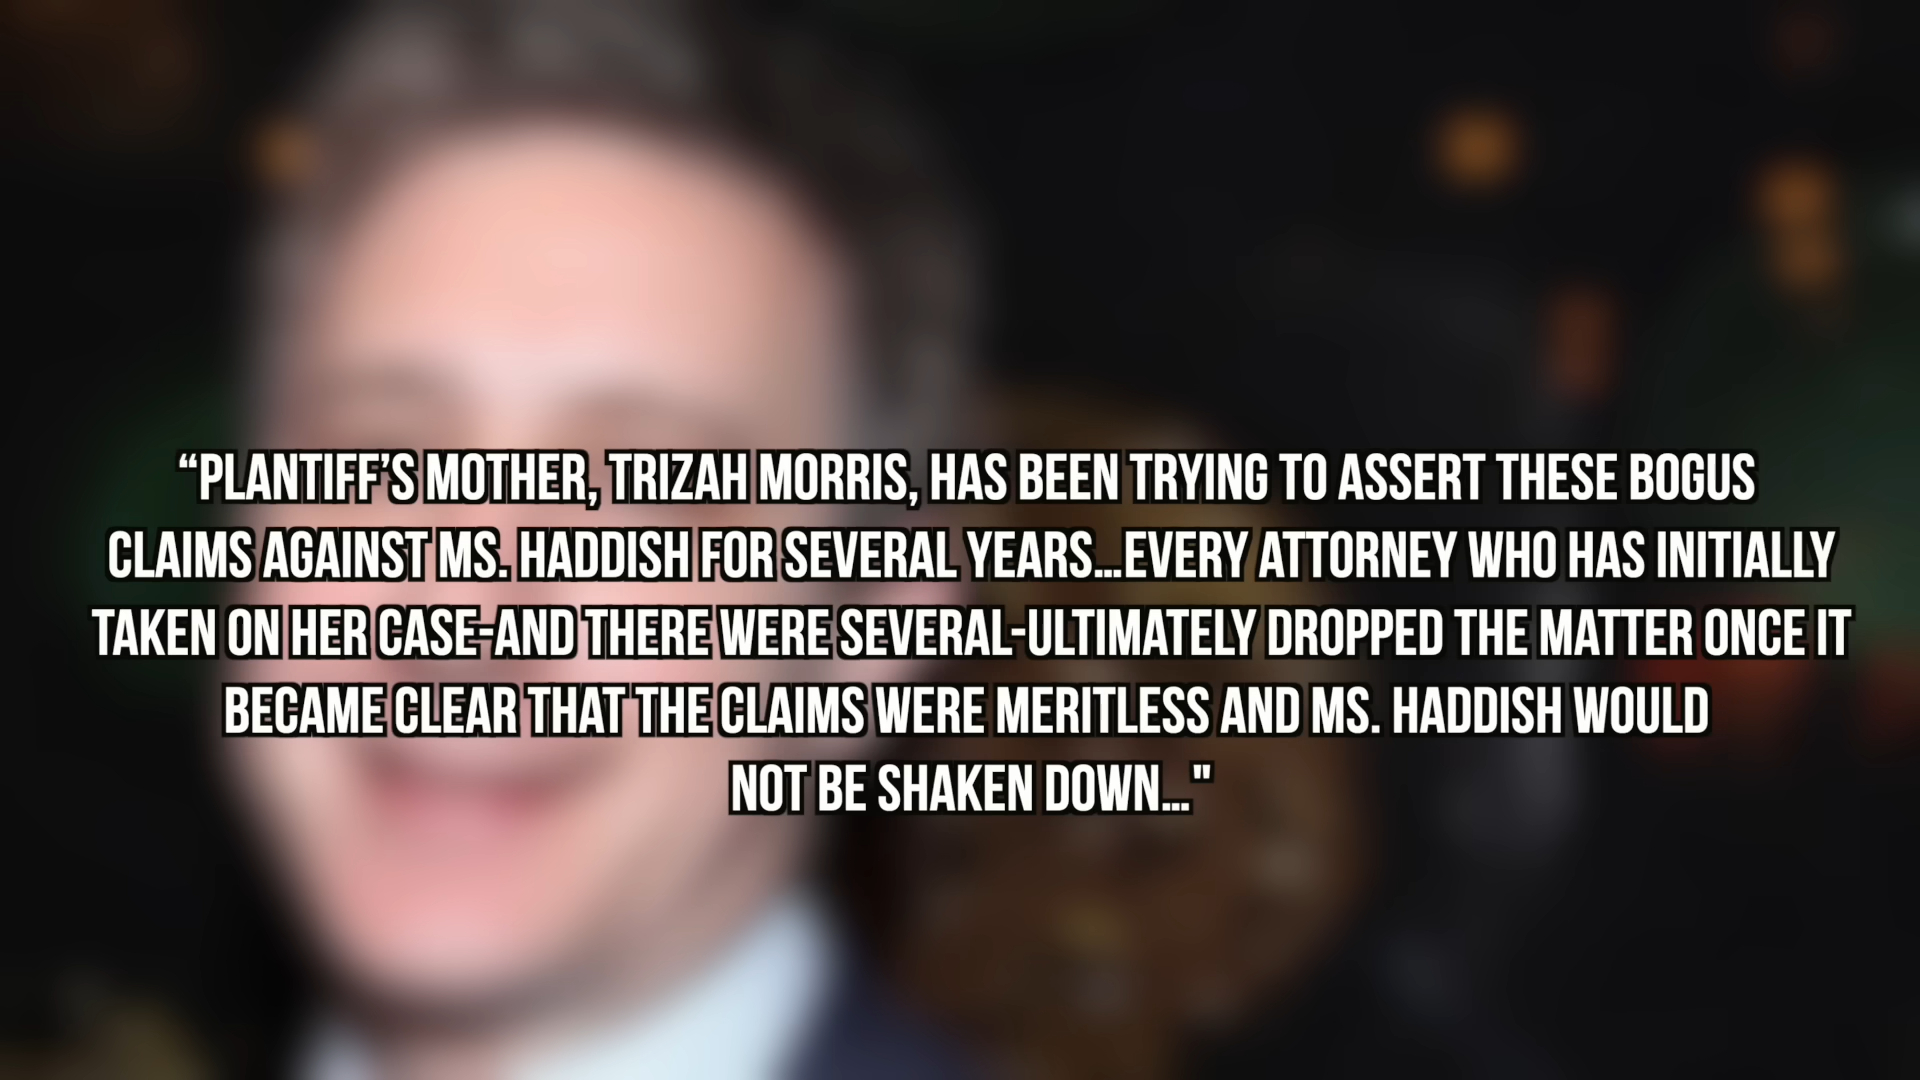 “PLANTIFF’S MOTHER, TRIZAH MORRIS, HAS BEEN TRYING TO ASSERT THESE BOGUS
CLAIMS AGAINST MS. HADDISH FOR SEVERAL YEARS...EVERY ATTORNEY WHO HAS INITIALLY
TAKEN ON HER CASE-AND THERE WERE SEVERAL-ULTIMATELY DROPPED THE MATTER ONCE IT
BECAME CLEAR THAT THE CLAIMS WERE MERITLESS AND MS. HADDISH WOULD
NOT BE SHAKEN DOWN..."